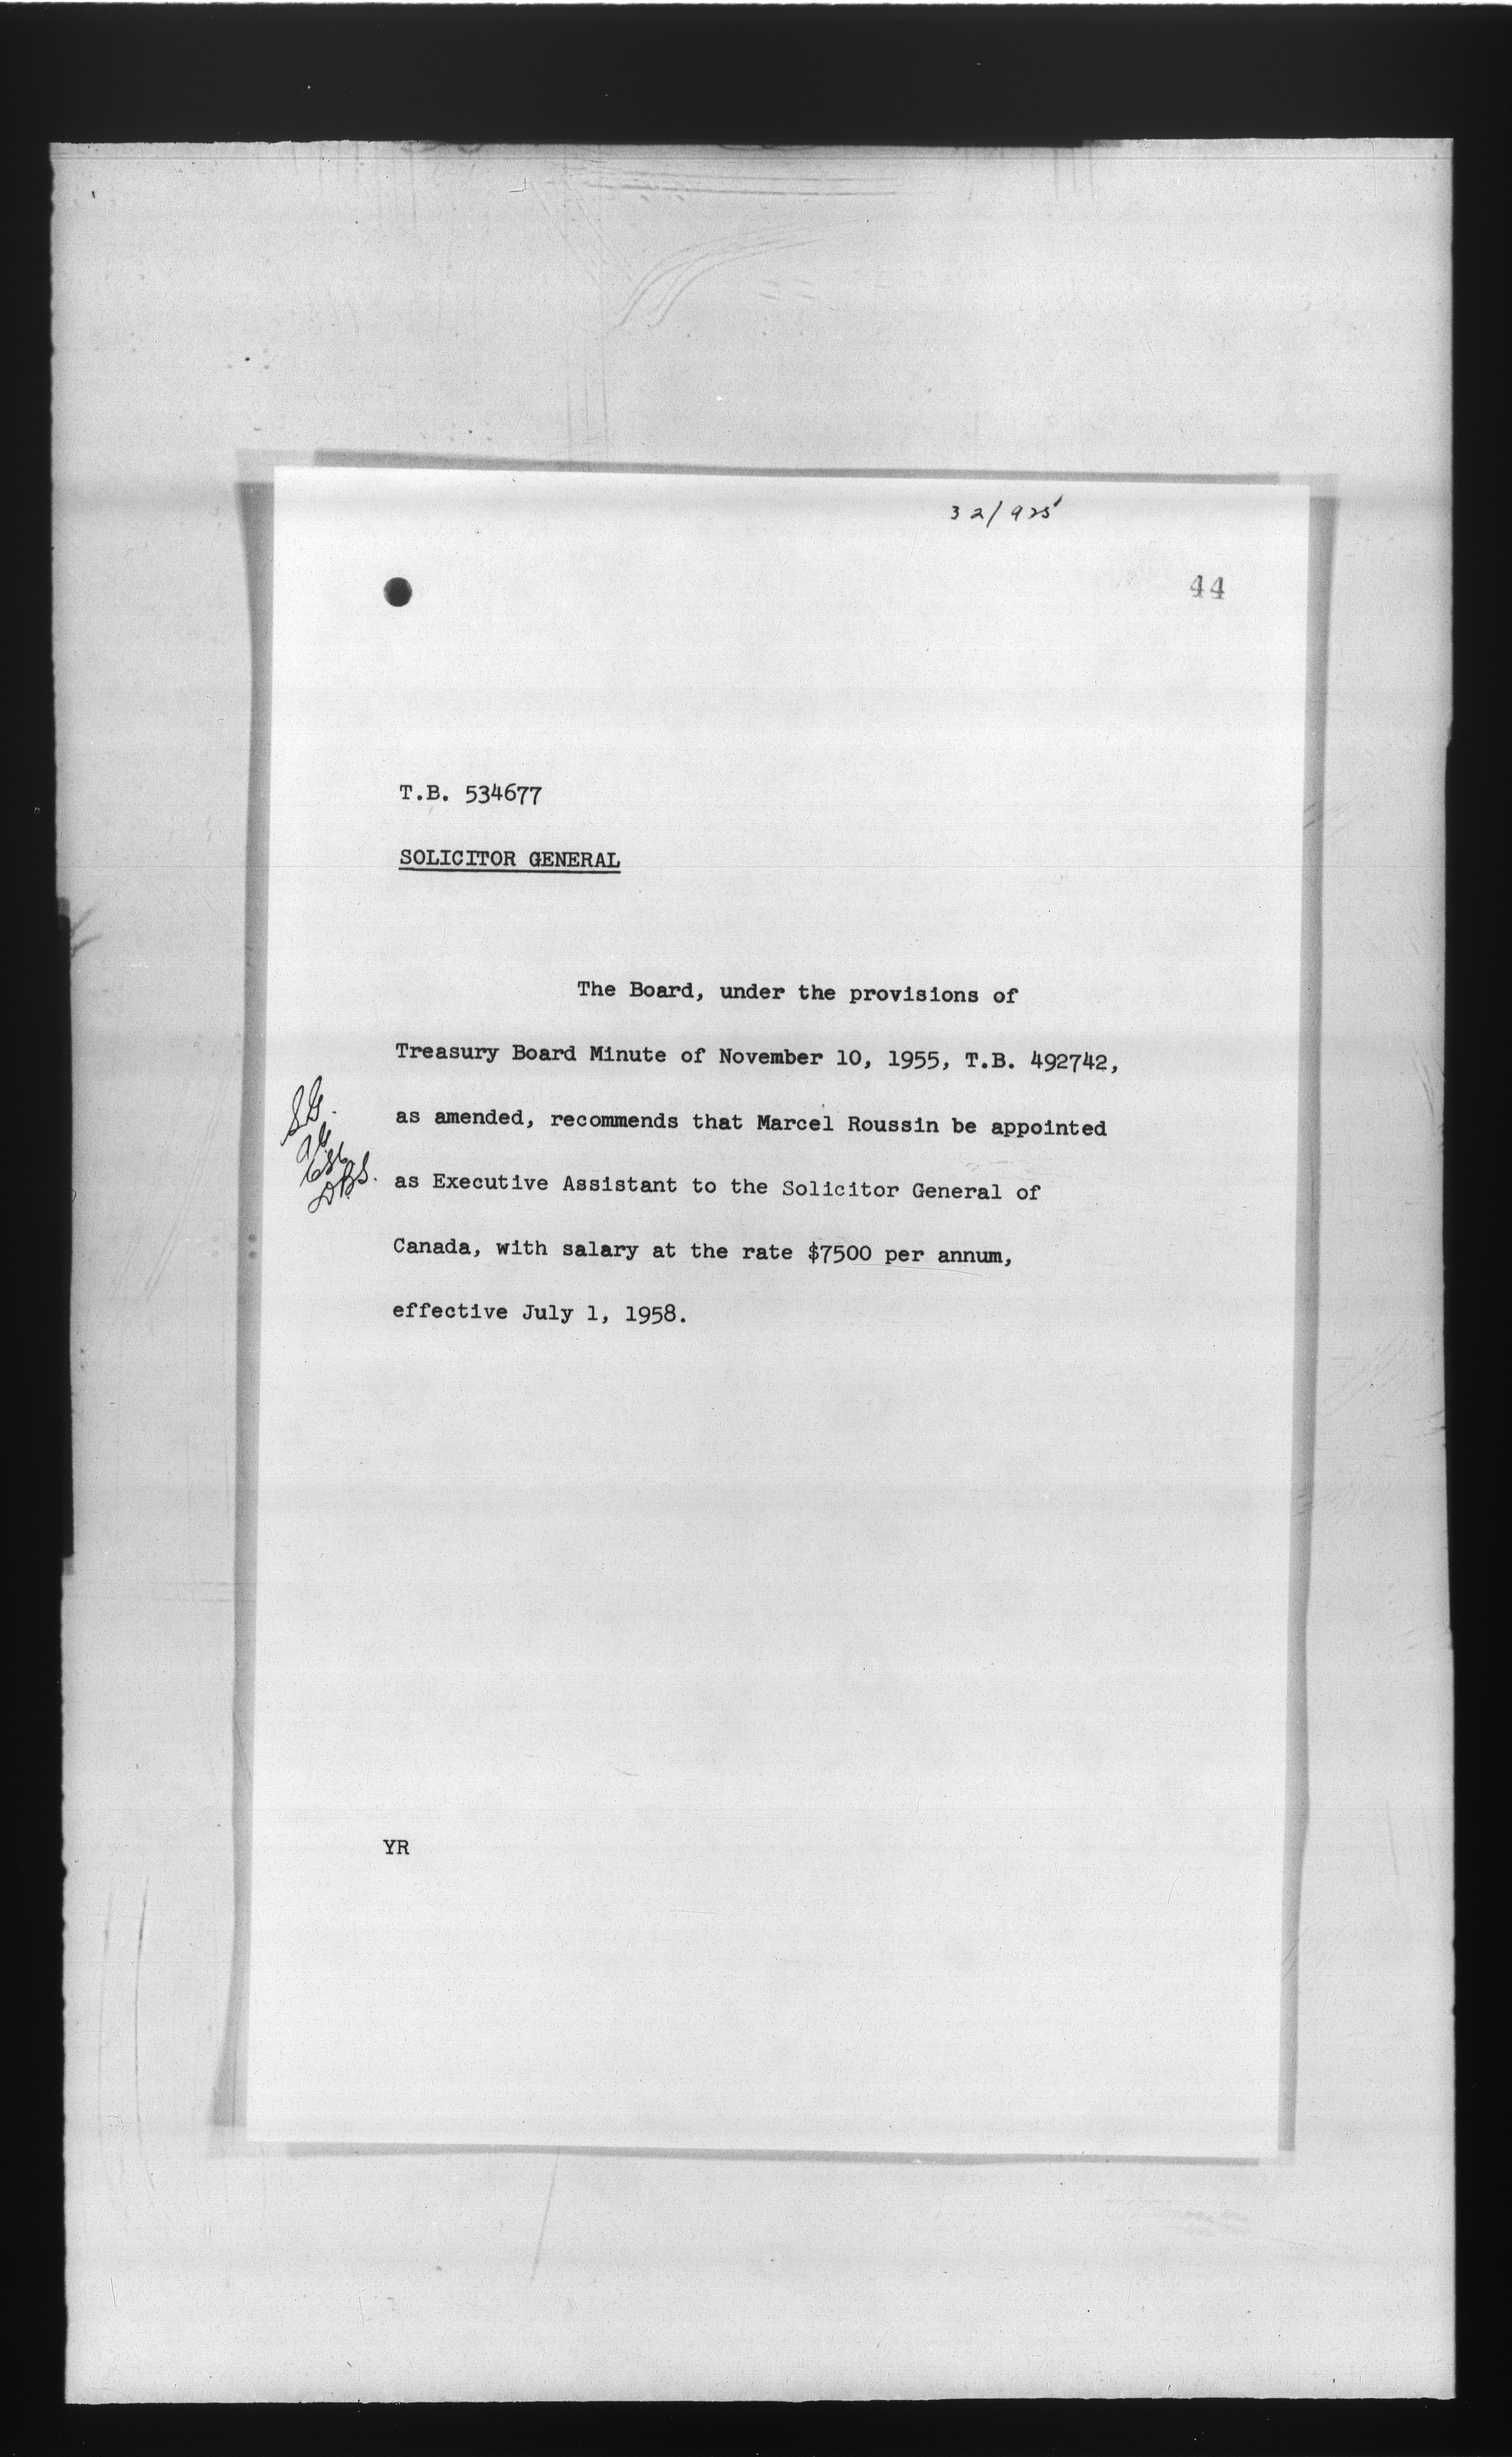 32/925
44
T.B. 534677
SOLICITOR GENERAL
The Board, under the provisions of
Treasury Board Minute of November 10, 1955, T.B. 492742,
as amended, recommends that Marcel Roussin be appointed
as Executive Assistant to the Solicitor General of
Canada, with salary at the rate $7500 per annum,
effective July 1, 1958.
S.G.
DBS.
YR